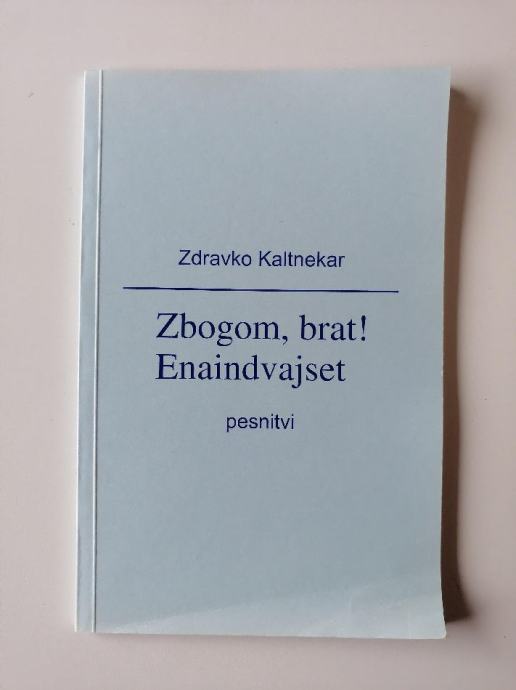 Zdravko Kaltnekar
Zbogom, brat!
Enaindvajset
pesnitvi